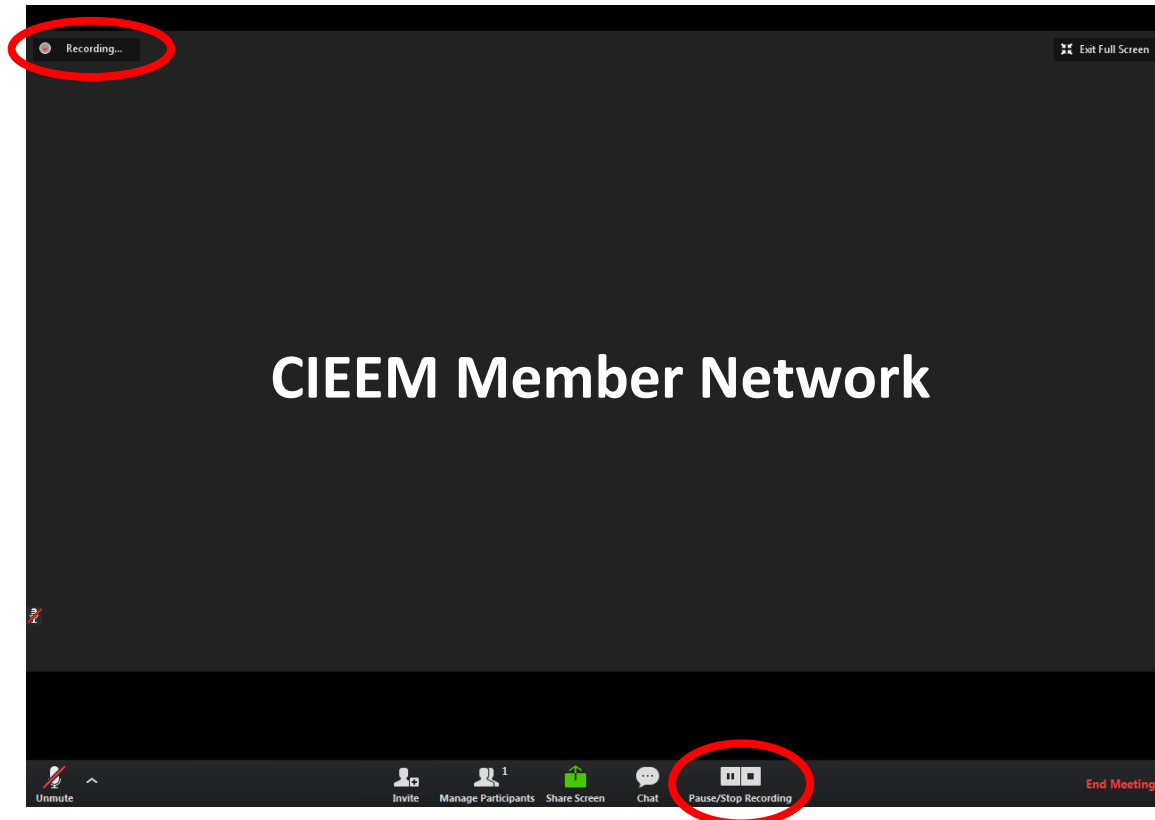 Recording...
Exit Full Screen
CIEEM Member Network
1
Unmute
Invite
Manage Participants
Share Screen
Chat
Pause/Stop Recording
End Meeting